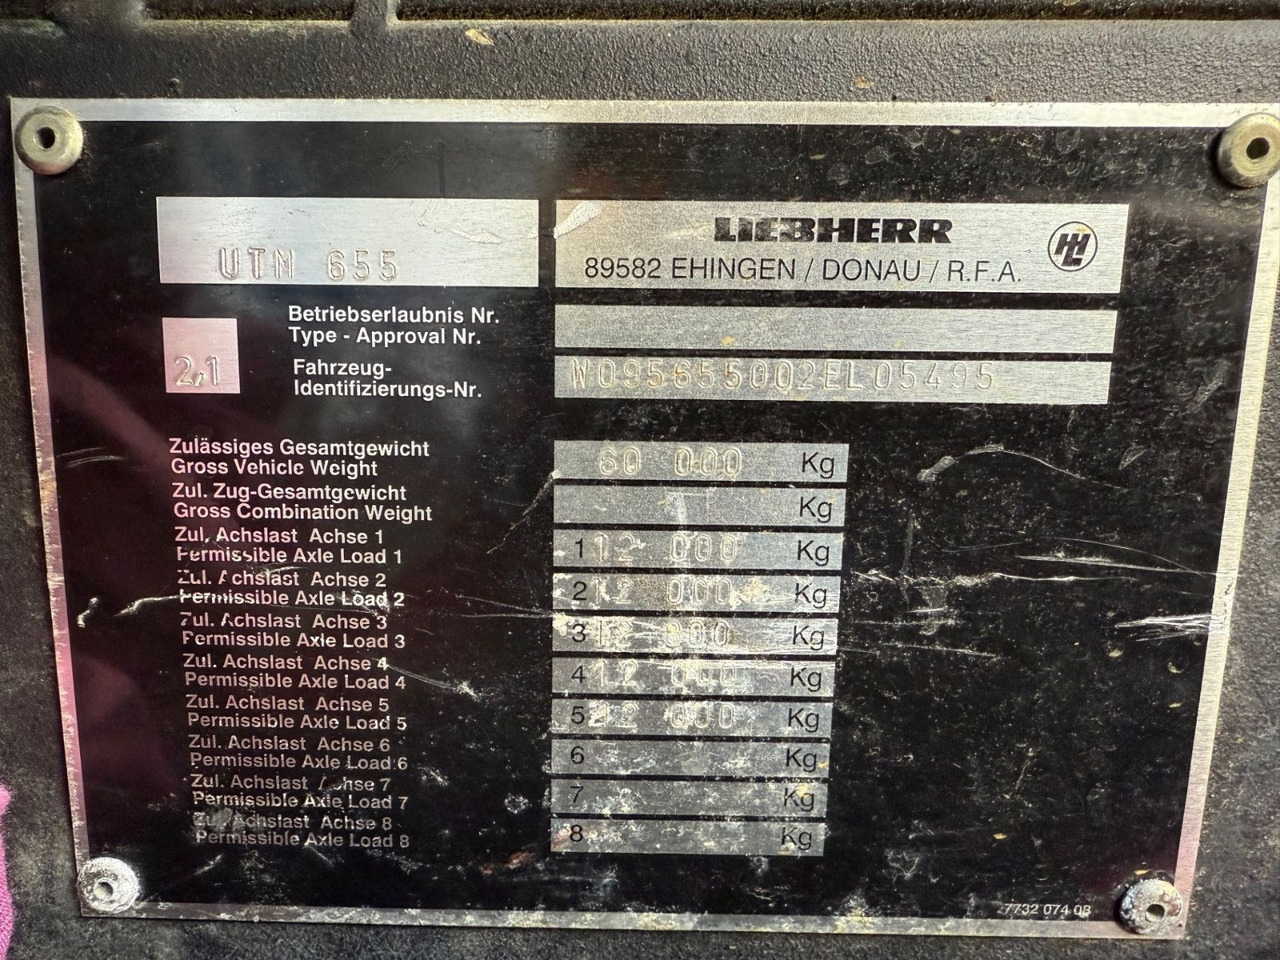 UTM 655
LIEBHERR
89582 EHINGEN / DONAU / R.F.A.
Betriebserlaubnis Nr.
Type - Approval Nr.
2,1
Fahrzeug-
Identifizierungs-Nr.
W095655002EL05495
Zulässiges Gesamtgewicht
Gross Vehicle Weight
60 000 Kg
Zul. Zug-Gesamtgewicht
Gross Combination Weight
Kg
Zul. Achslast Achse 1
Permissible Axle Load 1
1 12 000 Kg
Zul. Achslast Achse 2
Permissible Axle Load 2
2 12 000 Kg
Zul. Achslast Achse 3
Permissible Axle Load 3
3 12 000 Kg
Zul. Achslast Achse 4
Permissible Axle Load 4
4 12 000 Kg
Zul. Achslast Achse 5
Permissible Axle Load 5
5 12 000 Kg
Zul. Achslast Achse 6
Permissible Axle Load 6
6 Kg
Zul. Achslast Achse 7
Permissible Axle Load 7
7 Kg
Zul. Achslast Achse 8
Permissible Axle Load 8
8 Kg
7732 074 08